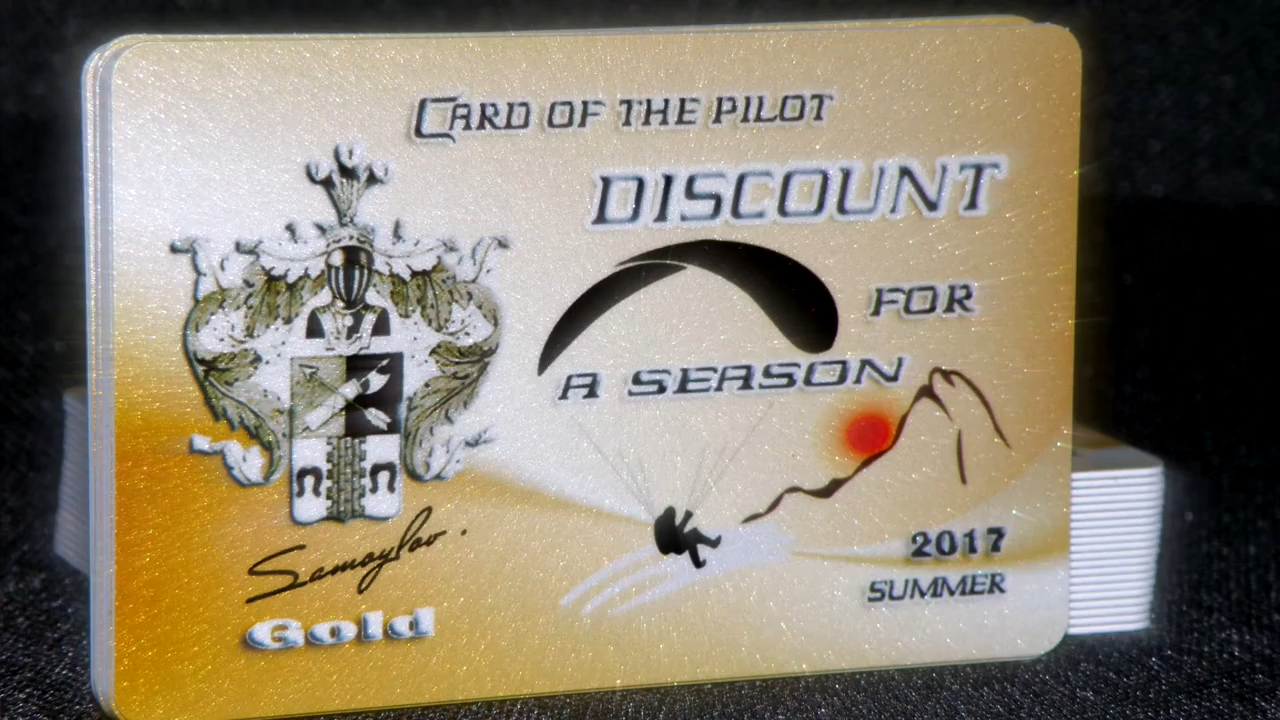 CARD OF THE PILOT
DISCOUNT
FOR
A SEASON
2017
SUMMER
Samoylov.
Gold